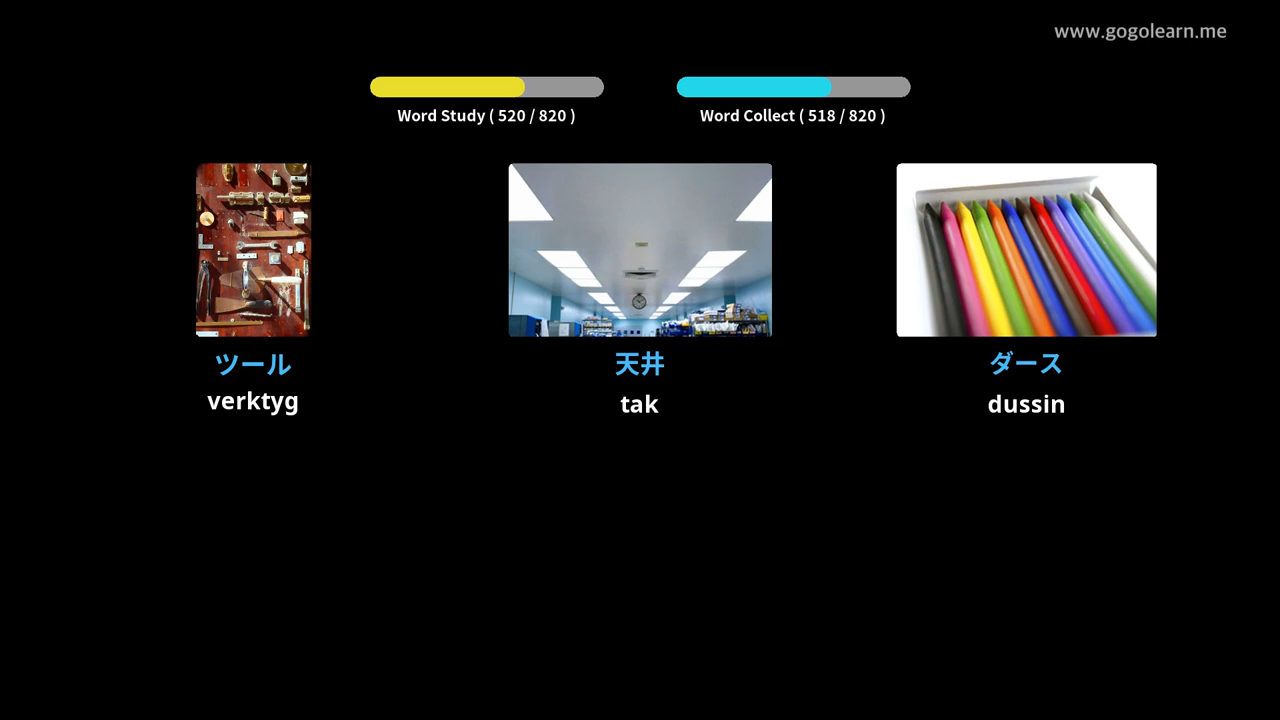 www.gogolearn.me
Word Study ( 520 / 820 )
Word Collect ( 518 / 820 )
ツール
verktyg
天井
tak
ダース
dussin